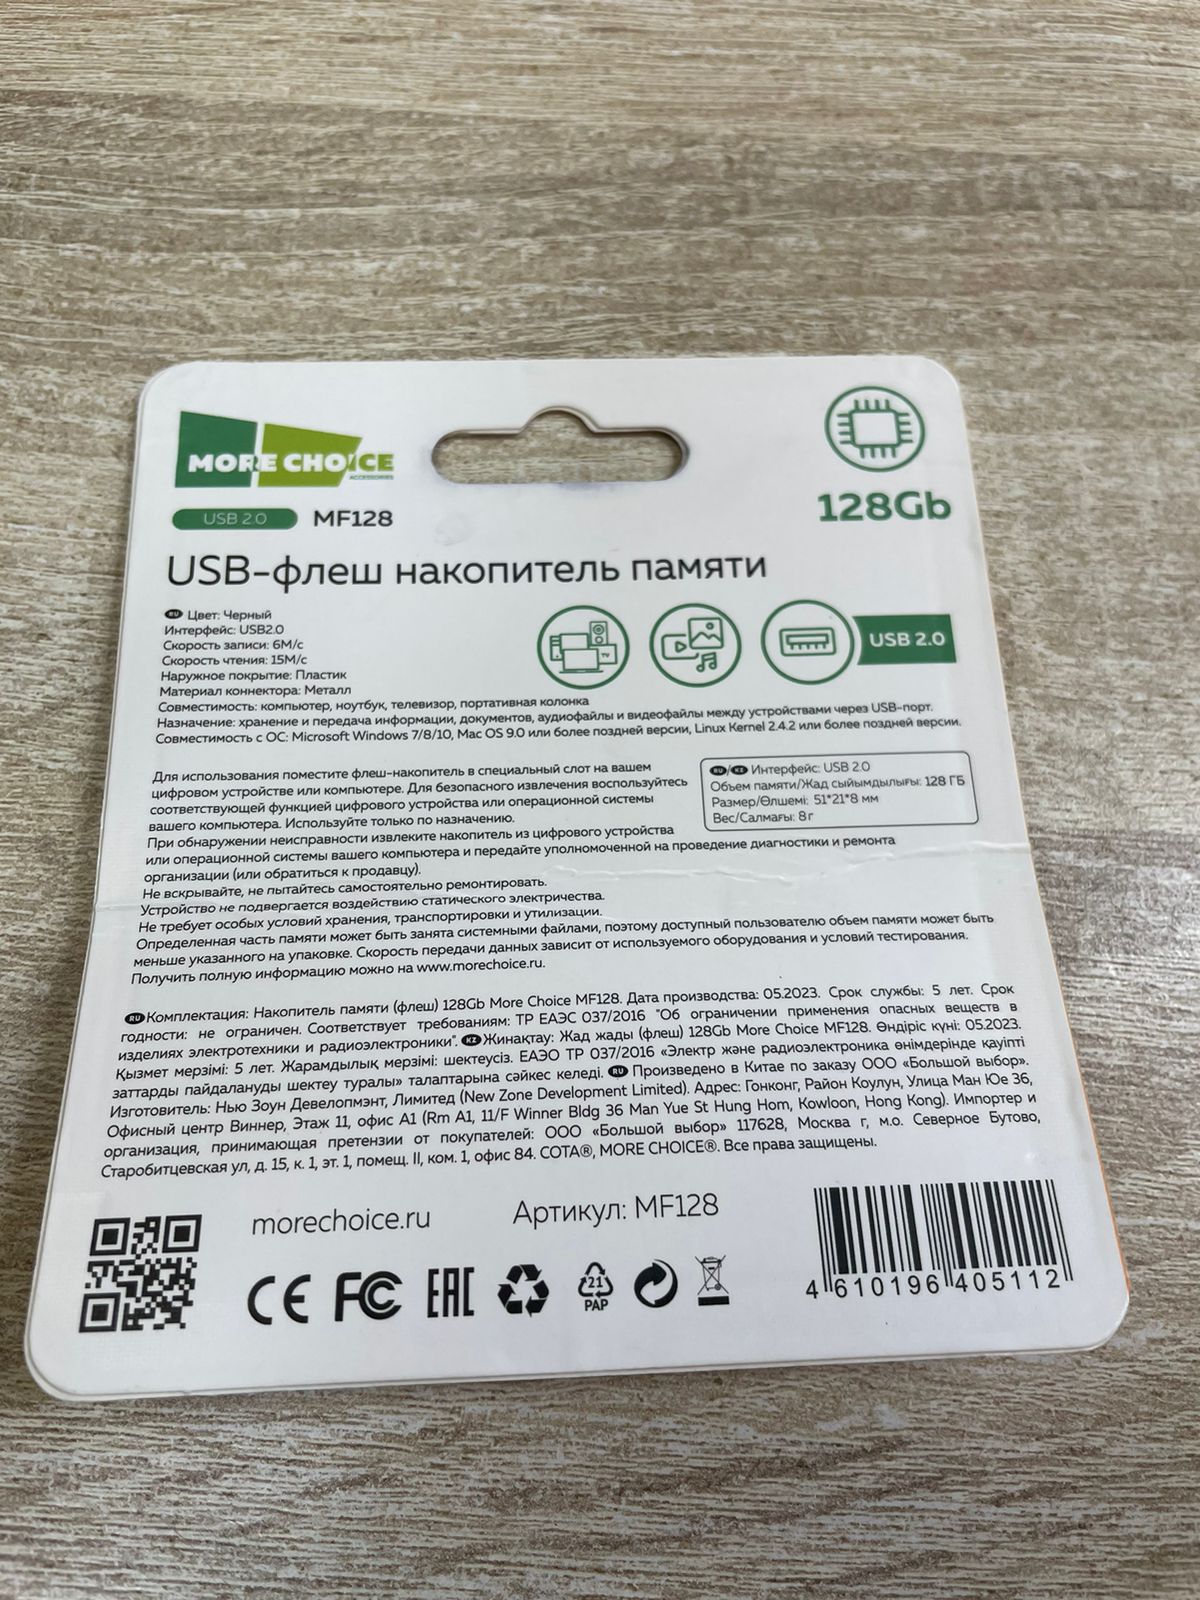 MORE CHOICE
ACCESSORIES
128Gb
USB 2.0 MF128
USB-флеш накопитель памяти
RU Цвет: Черный
Интерфейс: USB2.0
Скорость записи: 6М/с
Скорость чтения: 15М/с
Наружное покрытие: Пластик
Материал коннектора: Металл
TV
USB 2.0
Совместимость: компьютер, ноутбук, телевизор, портативная колонка
Назначение: хранение и передача информации, документов, аудиофайлы и видеофайлы между устройствами через USB-порт.
Совместимость с ОС: Microsoft Windows 7/8/10, Mac OS 9.0 или более поздней версии, Linux Kernel 2.4.2 или более поздней версии.
Для использования поместите флеш-накопитель в специальный слот на вашем
цифровом устройстве или компьютере. Для безопасного извлечения воспользуйтесь
соответствующей функцией цифрового устройства или операционной системы
вашего компьютера. Используйте только по назначению.
При обнаружении неисправности извлеките накопитель из цифрового устройства
или операционной системы вашего компьютера и передайте уполномоченной на проведение диагностики и ремонта
организации (или обратиться к продавцу).
Не вскрывайте, не пытайтесь самостоятельно ремонтировать.
Устройство не подвергается воздействию статического электричества.
Не требует особых условий хранения, транспортировки и утилизации.
Определенная часть памяти может быть занята системными файлами, поэтому доступный пользователю объем памяти может быть
меньше указанного на упаковке. Скорость передачи данных зависит от используемого оборудования и условий тестирования.
Получить полную информацию можно на www.morechoice.ru.
RU/KZ Интерфейс: USB 2.0
Объем памяти/Жад сыйымдылығы: 128 ГБ
Размер/Өлшемі: 51*21*8 мм
Вес/Салмағы: 8 г
RU Комплектация: Накопитель памяти (флеш) 128Gb More Choice MF128. Дата производства: 05.2023. Срок службы: 5 лет. Срок
годности: не ограничен. Соответствует требованиям: ТР ЕАЭС 037/2016 "Об ограничении применения опасных веществ в
изделиях электротехники и радиоэлектроники". KZ Жинақтау: Жад жады (флеш) 128Gb More Choice MF128. Өндіріс күні: 05.2023.
Қызмет мерзімі: 5 лет. Жарамдылық мерзімі: шектеусіз. ЕАЭО ТР 037/2016 «Электр және радиоэлектроника өнімдерінде қауіпті
заттарды пайдалануды шектеу туралы» талаптарына сәйкес келеді. RU Произведено в Китае по заказу ООО «Большой выбор».
Изготовитель: Нью Зоун Девелопмэнт, Лимитед (New Zone Development Limited). Адрес: Гонконг, Район Коулун, Улица Ман Юе 36,
Офисный центр Виннер, Этаж 11, офис А1 (Rm A1, 11/F Winner Bldg 36 Man Yue St Hung Hom, Kowloon, Hong Kong). Импортер и
организация, принимающая претензии от покупателей: ООО «Большой выбор» 117628, Москва г, м.о. Северное Бутово,
Старобитцевская ул, д. 15, к. 1, эт. 1, помещ. II, ком. 1, офис 84. COTA®, MORE CHOICE®. Все права защищены.
morechoice.ru
Артикул: MF128
CE FC EAC
21
PAP
4 610196 405112